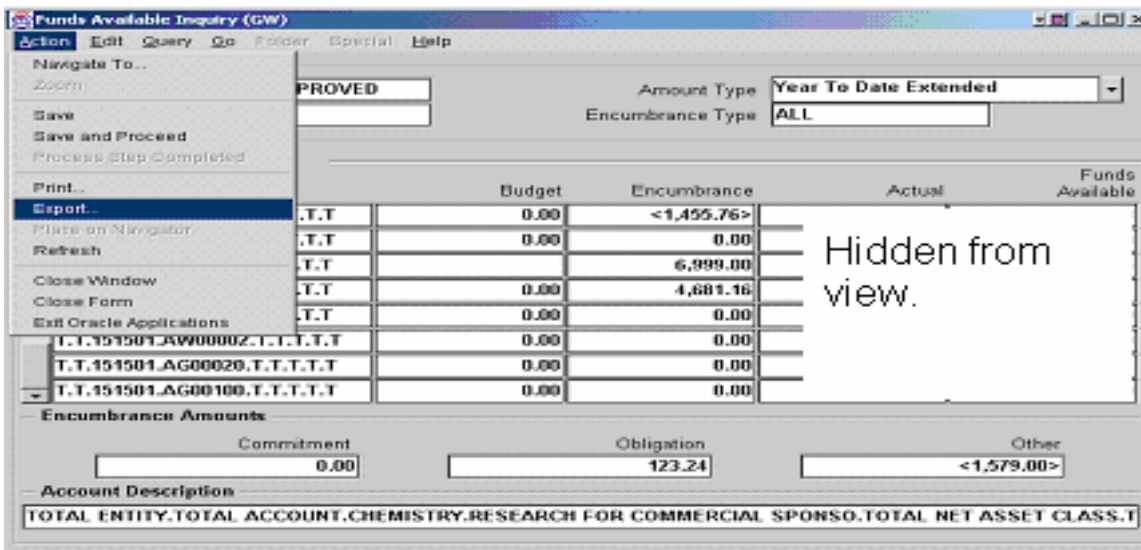 Funds Available Inquiry (GW)
Action Edit Query Go Folder Special Help
Navigate To...
Zoom
Save
Save and Proceed
Process Step Completed
Print...
Export...
Place on Navigator
Refresh
Close Window
Close Form
Exit Oracle Applications
PROVED
Amount Type Year To Date Extended
Encumbrance Type ALL
Budget Encumbrance Actual Funds Available
.T.T 0.00 <1,455.76>
.T.T 0.00 0.00
.T.T 6,999.00
.T.T 0.00 4,681.16
.T.T 0.00 0.00
T.T.151501.AW00002.T.T.T.T.T 0.00 0.00
T.T.151501.AG00020.T.T.T.T.T 0.00 0.00
T.T.151501.AG00100.T.T.T.T.T 0.00 0.00
Hidden from
view.
Encumbrance Amounts
Commitment Obligation Other
0.00 123.24 <1,579.00>
Account Description
TOTAL ENTITY.TOTAL ACCOUNT.CHEMISTRY.RESEARCH FOR COMMERCIAL SPONSO.TOTAL NET ASSET CLASS.T